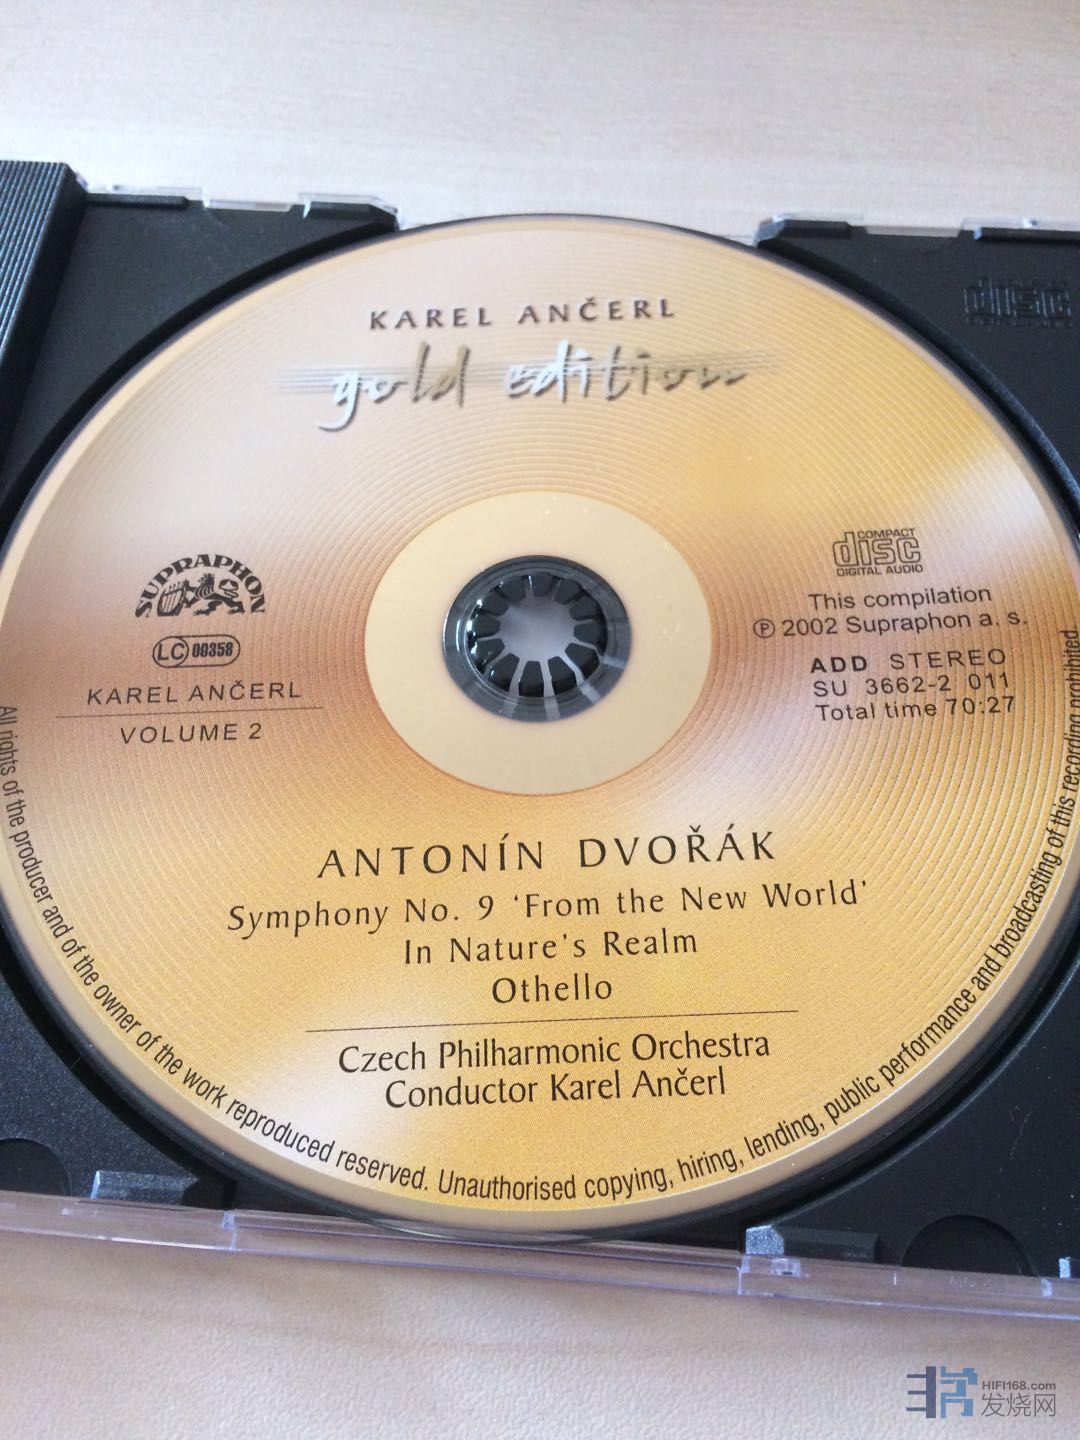 KAREL ANČERL
gold edition
disc
SUPRAPHON
LC 00358
KAREL ANČERL
VOLUME 2
COMPACT
disc
DIGITAL AUDIO
This compilation
℗ 2002 Supraphon a. s.
ADD STEREO
SU 3662-2 011
Total time 70:27
ANTONÍN DVOŘÁK
Symphony No. 9 'From the New World'
In Nature's Realm
Othello
Czech Philharmonic Orchestra
Conductor Karel Ančerl
All rights of the producer and of the owner of the work reproduced reserved. Unauthorised copying, hiring, lending, public performance and broadcasting of this recording prohibited.
HIFI168.com
发烧网